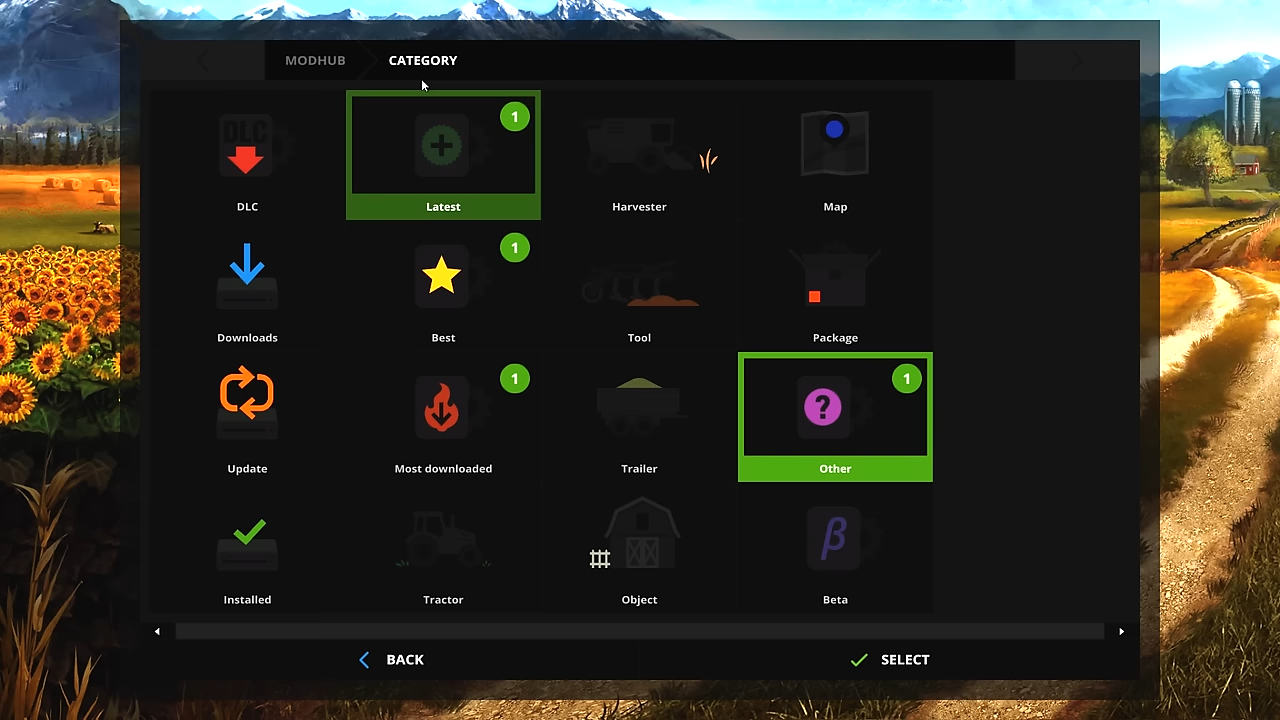 MODHUB
CATEGORY
DLC
1
DLC
Latest
Harvester
Map
1
Downloads
Best
Tool
Package
1
?
1
Update
Most downloaded
Trailer
Other
β
Installed
Tractor
Object
Beta
BACK
SELECT